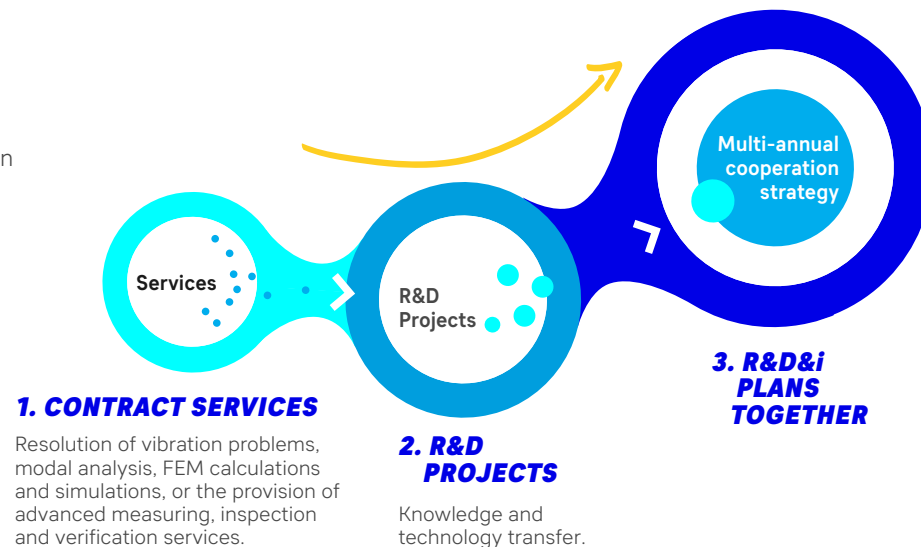 n
Services
R&D
Projects
Multi-annual
cooperation
strategy
1. CONTRACT SERVICES
Resolution of vibration problems,
modal analysis, FEM calculations
and simulations, or the provision of
advanced measuring, inspection
and verification services.
2. R&D
PROJECTS
Knowledge and
technology transfer.
3. R&D&i
PLANS
TOGETHER